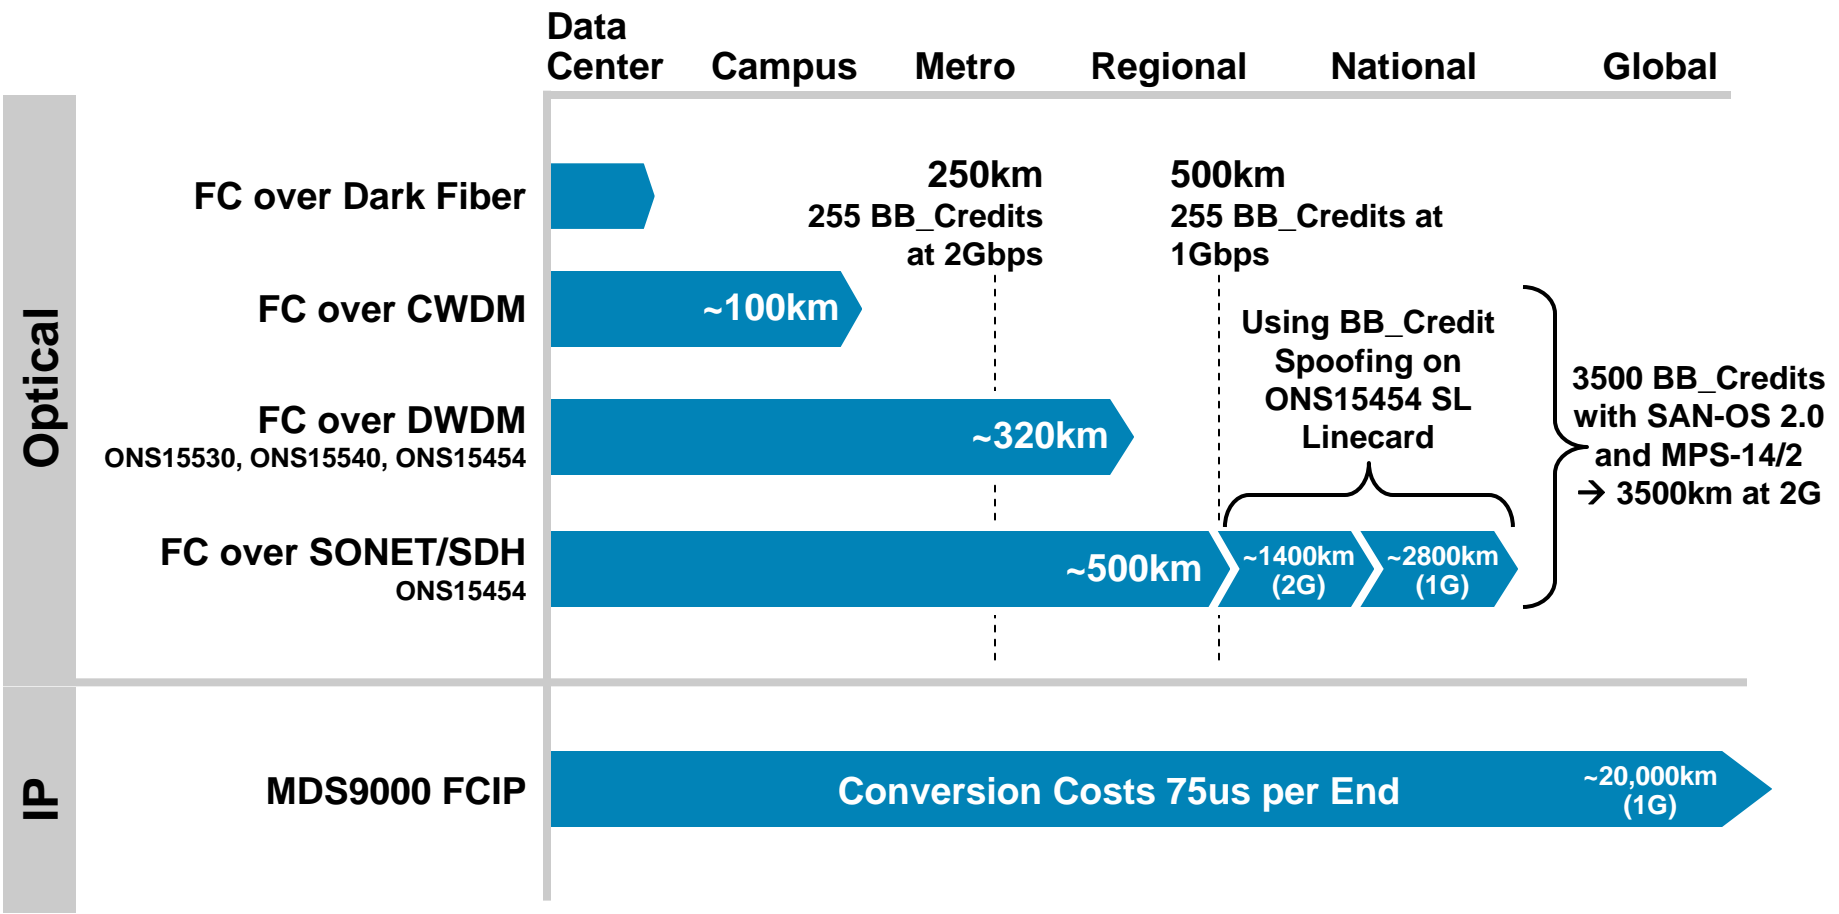 Data
Center
Campus
Metro
Regional
National
Global
Optical
FC over Dark Fiber
250km
255 BB_Credits
at 2Gbps
500km
255 BB_Credits at
1Gbps
FC over CWDM
~100km
Using BB_Credit
Spoofing on
ONS15454 SL
Linecard
3500 BB_Credits
with SAN-OS 2.0
and MPS-14/2
→ 3500km at 2G
FC over DWDM
ONS15530, ONS15540, ONS15454
~320km
FC over SONET/SDH
ONS15454
~500km
~1400km
(2G)
~2800km
(1G)
IP
MDS9000 FCIP
Conversion Costs 75us per End
~20,000km
(1G)